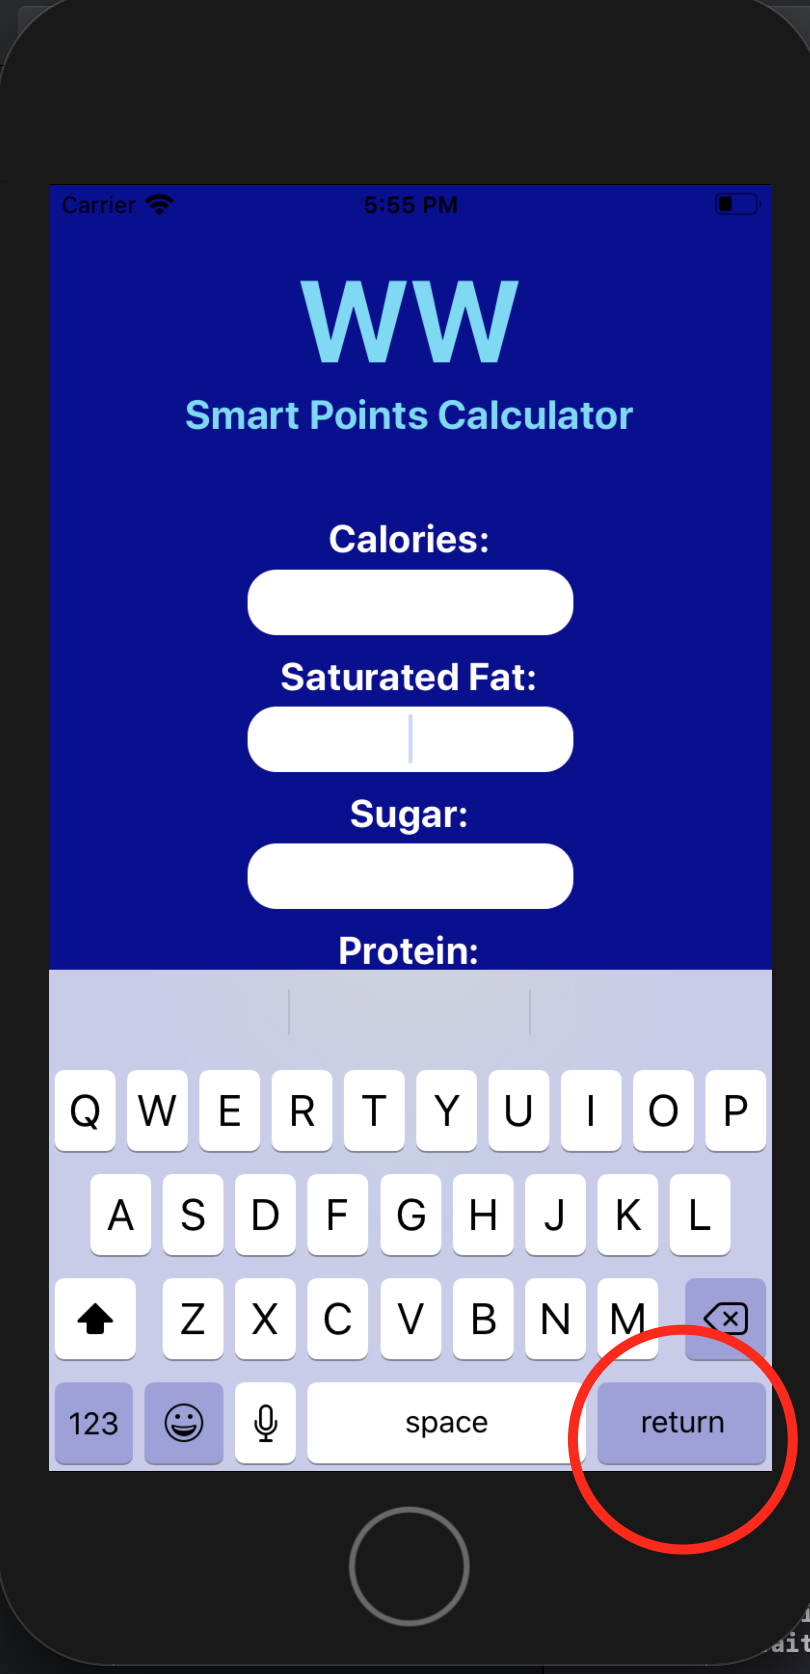 Carrier 5:55 PM
WW
Smart Points Calculator
Calories:
Saturated Fat:
Sugar:
Protein:
Q W E R T Y U I O P
A S D F G H J K L
Z X C V B N M
123 space return